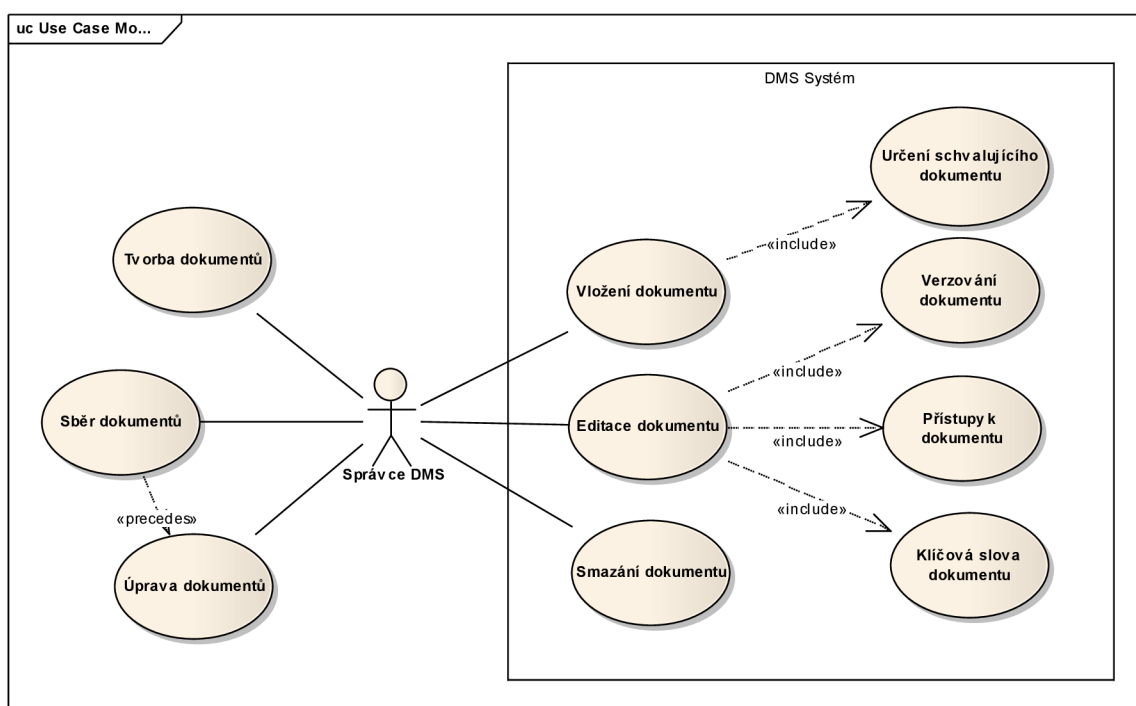 uc Use Case Mo...
DMS Systém
Určení schvalujícího
dokumentu
Tvorba dokumentů
«include»
Vložení dokumentu
Verzování
dokumentu
«include»
Sběr dokumentů
Editace dokumentu
Přístupy k
dokumentu
«include»
Správce DMS
«include»
«precedes»
Úprava dokumentů
Smazání dokumentu
Klíčová slova
dokumentu